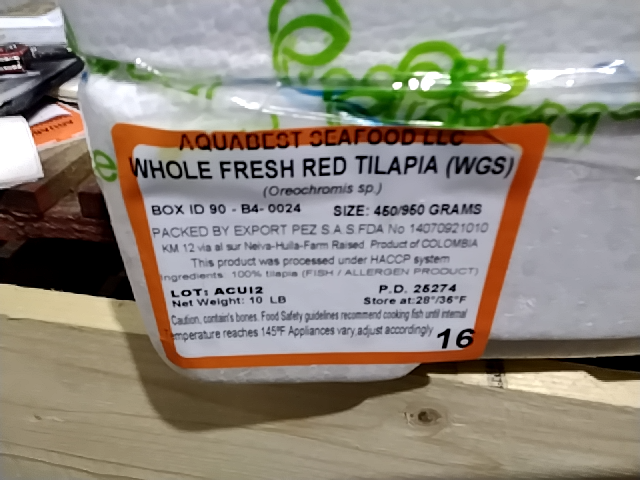 AQUABEST SEAFOOD LLC
WHOLE FRESH RED TILAPIA (WGS)
(Oreochromis sp.)
BOX ID 90 - B4- 0024 SIZE: 450/950 GRAMS
PACKED BY EXPORT PEZ S.A.S FDA No 14070921010
KM 12 via al sur Neiva-Huila-Farm Raised Product of COLOMBIA
This product was processed under HACCP system
Ingredients: 100% tilapia (FISH / ALLERGEN PRODUCT)
LOT: ACUI2 P.D. 25274
Net Weight: 10 LB Store at:28°/36°F
Caution, contain's bones. Food Safety guidelines recommend cooking fish until internal
Temperature reaches 145ºF Appliances vary,adjust accordingly
16